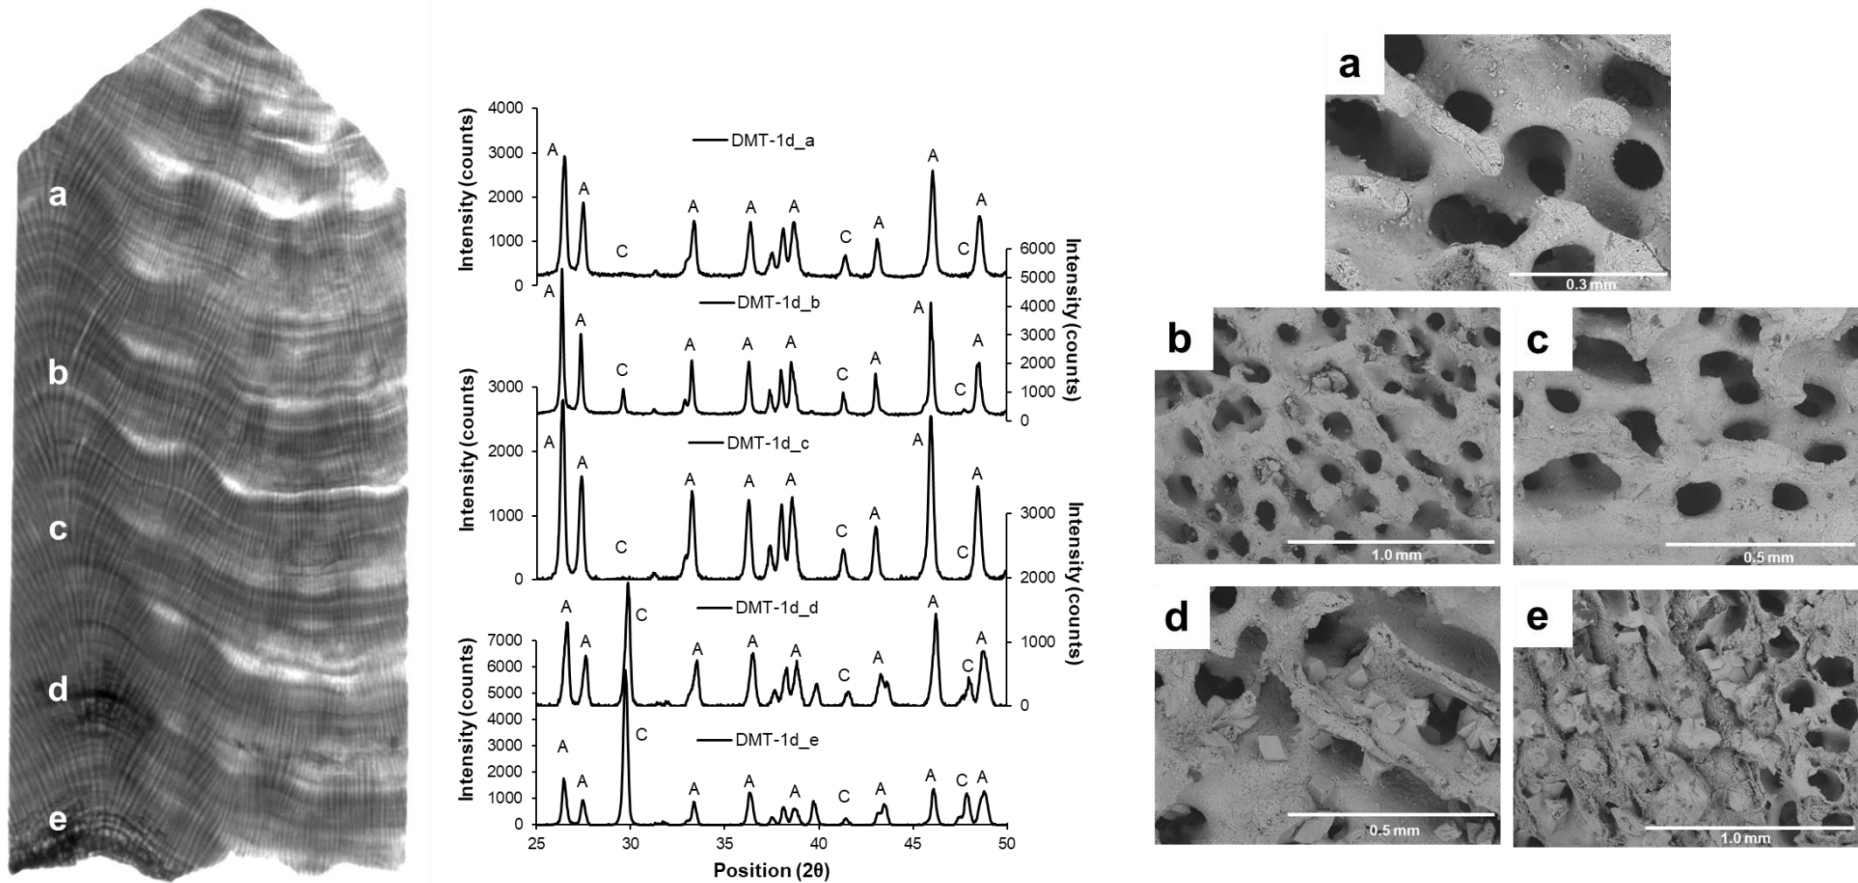 a
b
c
d
e
Intensity (counts)
4000
3000
2000
1000
0
DMT-1d_a
A
A
C
A
A
A
C
A
A
C
A
6000
5000
4000
3000
2000
1000
0
Intensity (counts)
DMT-1d_b
A
A
C
A
A
A
C
A
A
C
A
Intensity (counts)
3000
2000
1000
0
DMT-1d_c
A
A
C
A
A
A
C
A
A
C
A
3000
2000
1000
0
Intensity (counts)
DMT-1d_d
A
A
C
A
A
A
C
A
A
C
A
Intensity (counts)
7000
6000
5000
4000
3000
2000
1000
0
DMT-1d_e
A
A
C
A
A
A
C
A
A
C
A
25
30
35
40
45
50
Position (2θ)
a
0.3 mm
b
1.0 mm
c
0.5 mm
d
0.5 mm
e
1.0 mm